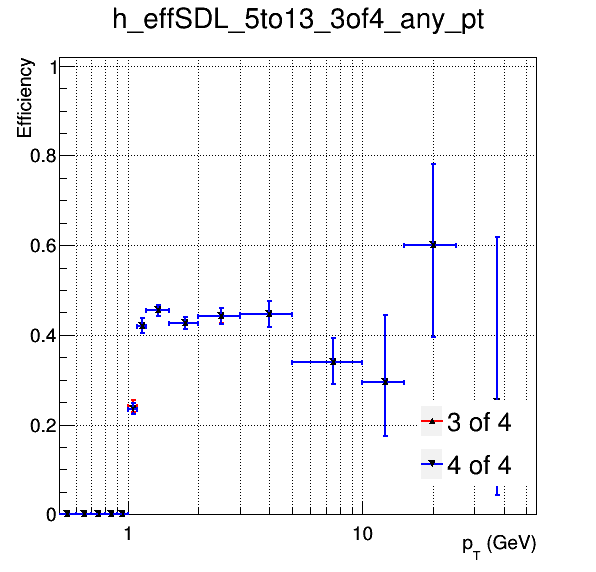 h_effSDL_5to13_3of4_any_pt
Efficiency
1
0.8
0.6
0.4
0.2
0
3 of 4
4 of 4
1
10
p_T (GeV)